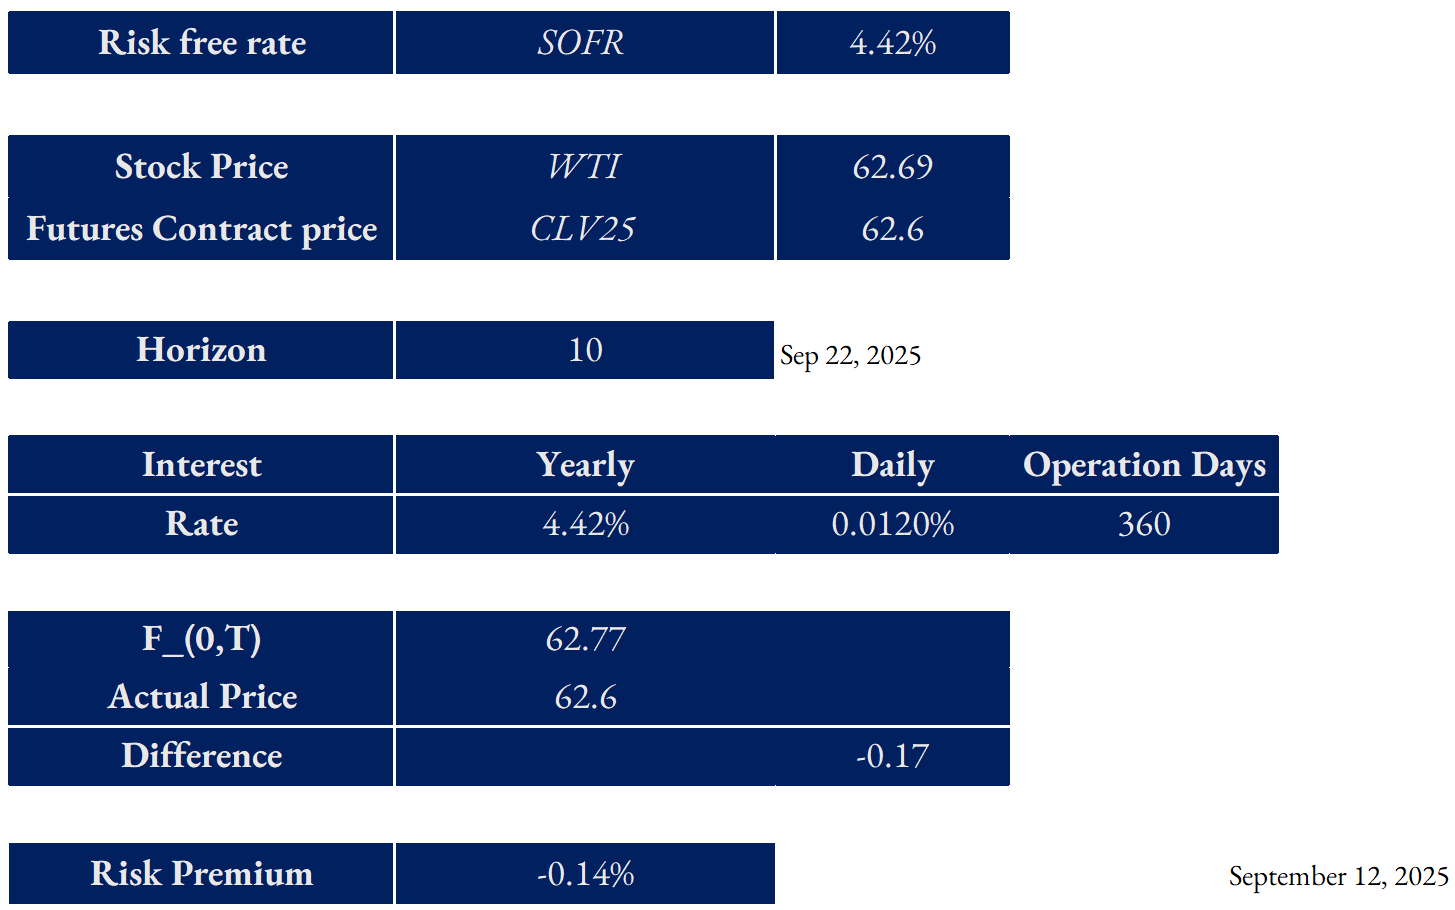 Risk free rate SOFR 4.42%
Stock Price WTI 62.69
Futures Contract price CLV25 62.6
Horizon 10 Sep 22, 2025
Interest Yearly Daily Operation Days
Rate 4.42% 0.0120% 360
F_(0,T) 62.77
Actual Price 62.6
Difference -0.17
Risk Premium -0.14% September 12, 2025